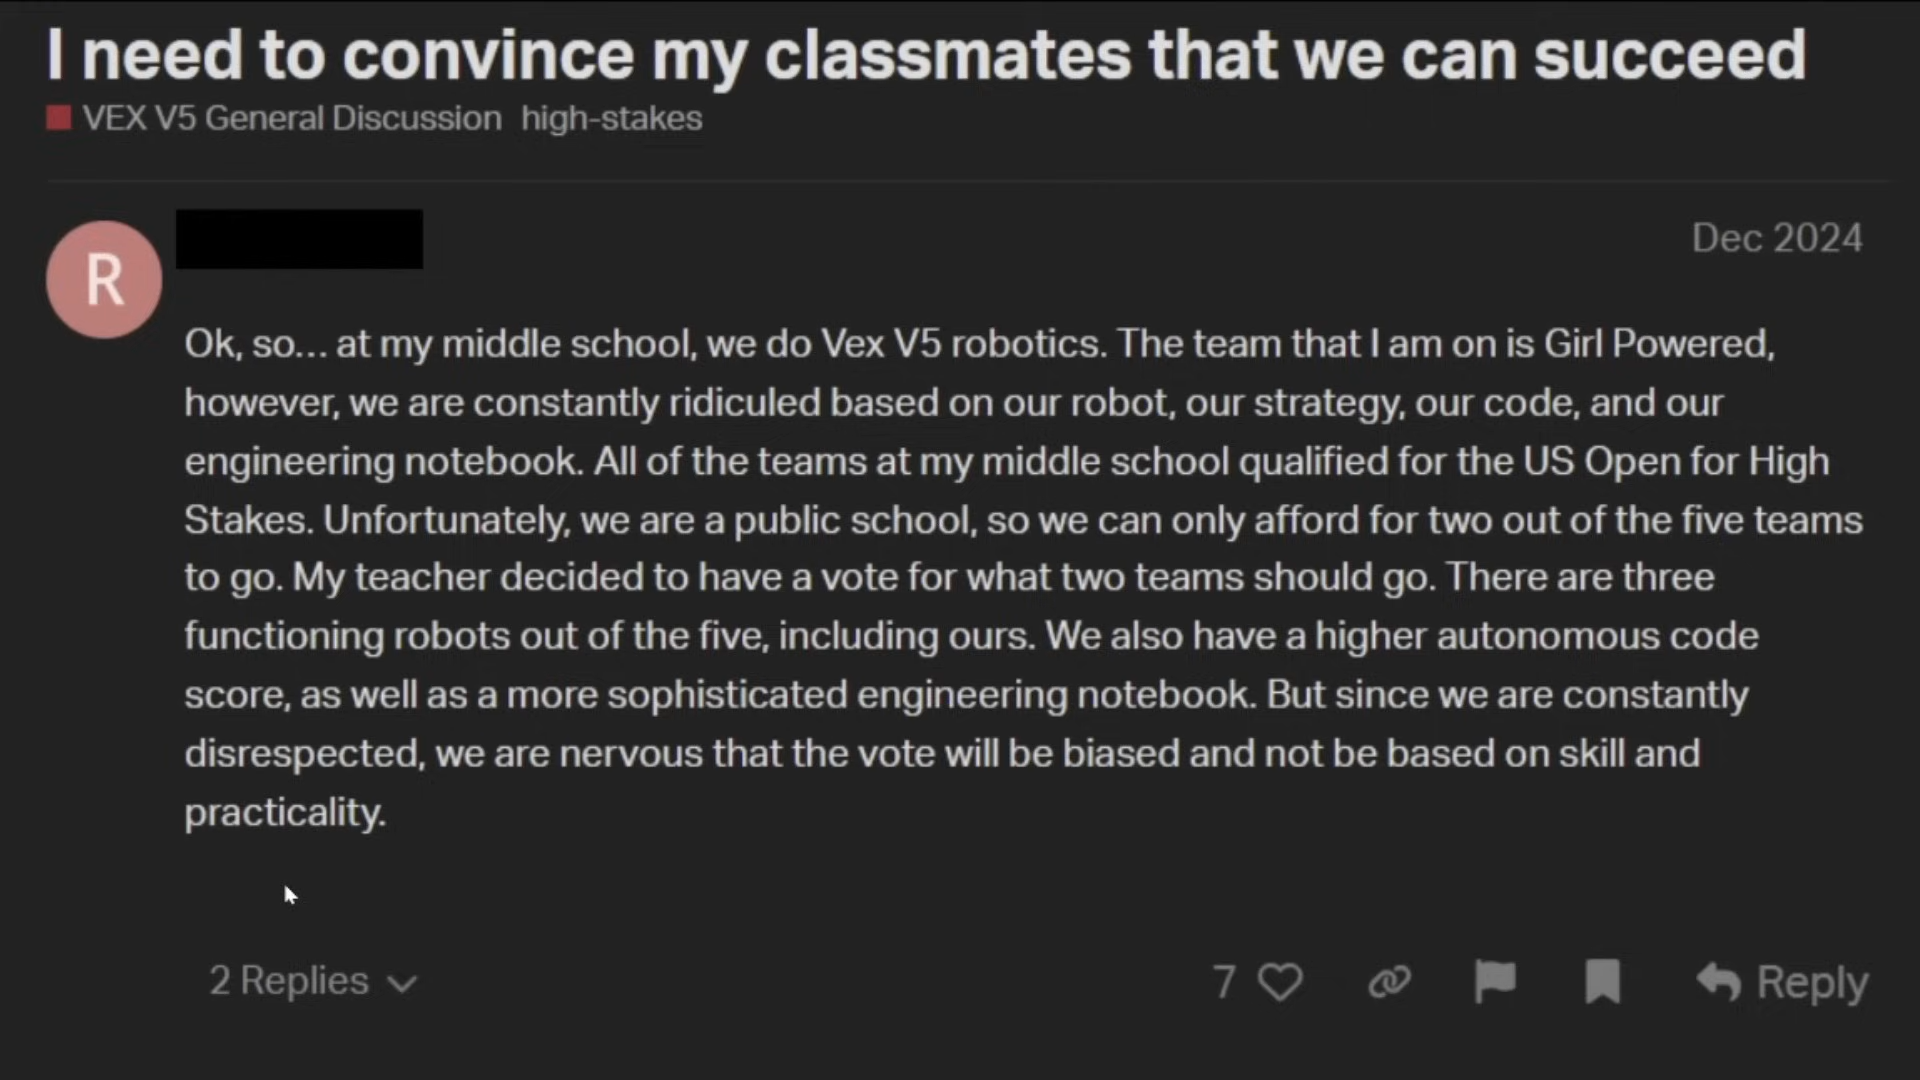 I need to convince my classmates that we can succeed
VEX V5 General Discussion high-stakes
R
Dec 2024
Ok, so... at my middle school, we do Vex V5 robotics. The team that I am on is Girl Powered,
however, we are constantly ridiculed based on our robot, our strategy, our code, and our
engineering notebook. All of the teams at my middle school qualified for the US Open for High
Stakes. Unfortunately, we are a public school, so we can only afford for two out of the five teams
to go. My teacher decided to have a vote for what two teams should go. There are three
functioning robots out of the five, including ours. We also have a higher autonomous code
score, as well as a more sophisticated engineering notebook. But since we are constantly
disrespected, we are nervous that the vote will be biased and not be based on skill and
practicality.
2 Replies
7
Reply